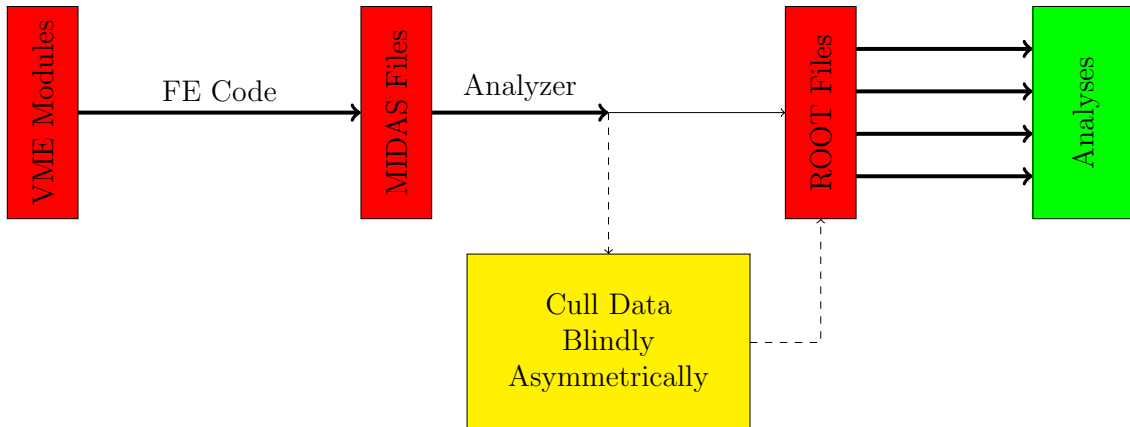 VME Modules
FE Code
MIDAS Files
Analyzer
ROOT Files
Analyses
Cull Data
Blindly
Asymmetrically